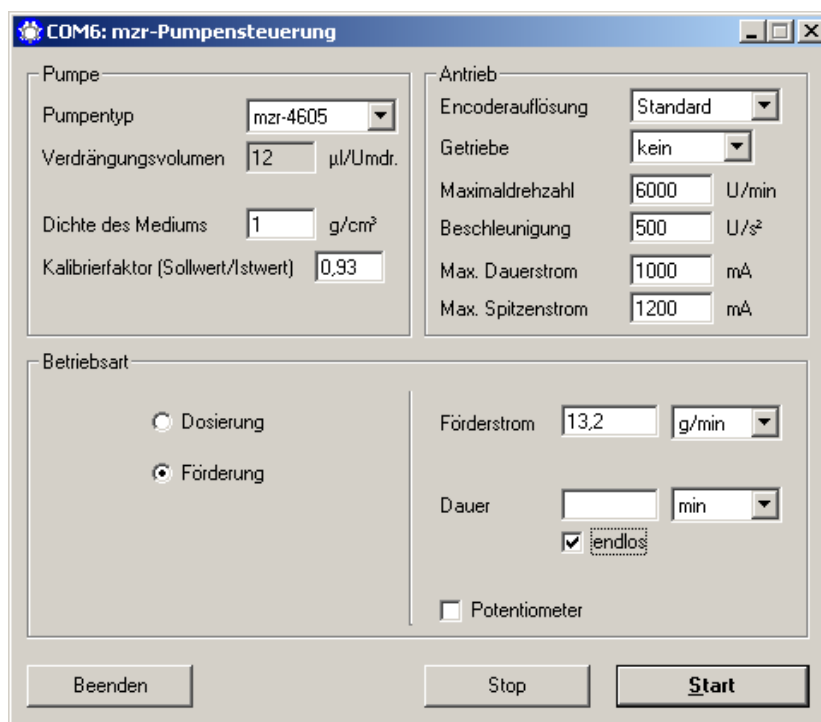 COM6: mzr-Pumpensteuerung
Pumpe
Pumpentyp mzr-4605
Verdrängungsvolumen 12 µl/Umdr.
Dichte des Mediums 1 g/cm³
Kalibrierfaktor (Sollwert/Istwert) 0,93
Antrieb
Encoderauflösung Standard
Getriebe kein
Maximaldrehzahl 6000 U/min
Beschleunigung 500 U/s²
Max. Dauerstrom 1000 mA
Max. Spitzenstrom 1200 mA
Betriebsart
Dosierung
Förderung
Förderstrom 13,2 g/min
Dauer min
endlos
Potentiometer
Beenden Stop Start